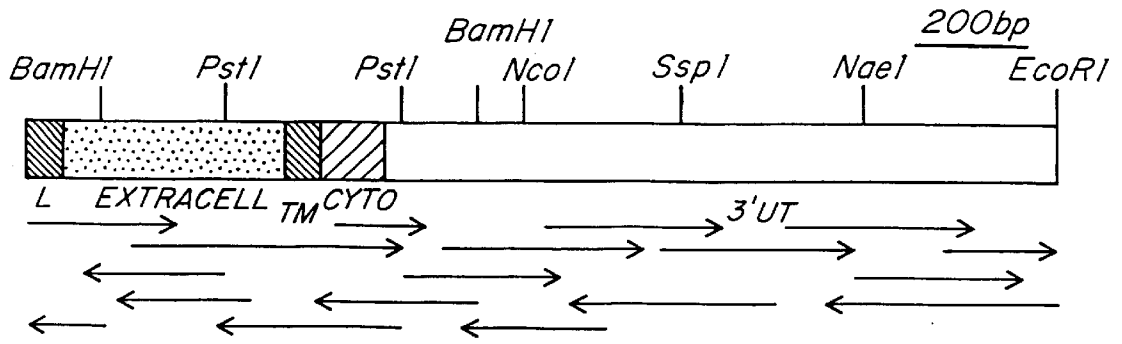 200bp
BamHI
BamHI PstI PstI NcoI SspI NaeI EcoRI
L EXTRACELL TM CYTO 3'UT